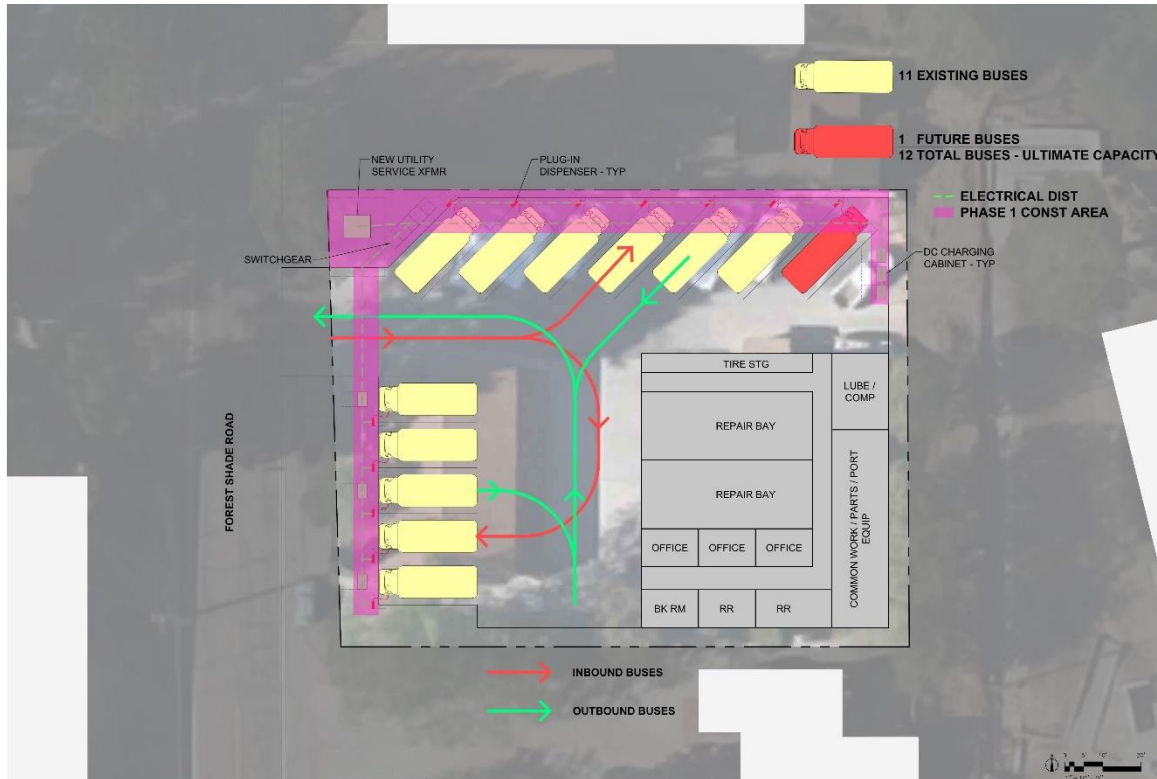 11 EXISTING BUSES
1 FUTURE BUSES
12 TOTAL BUSES - ULTIMATE CAPACITY
ELECTRICAL DIST
PHASE 1 CONST AREA
NEW UTILITY
SERVICE XFMR
PLUG-IN
DISPENSER - TYP
SWITCHGEAR
DC CHARGING
CABINET - TYP
TIRE STG
LUBE /
COMP
REPAIR BAY
REPAIR BAY
FOREST SHADE ROAD
COMMON WORK / PARTS / PORT
EQUIP
OFFICE
OFFICE
OFFICE
BK RM
RR
RR
INBOUND BUSES
OUTBOUND BUSES